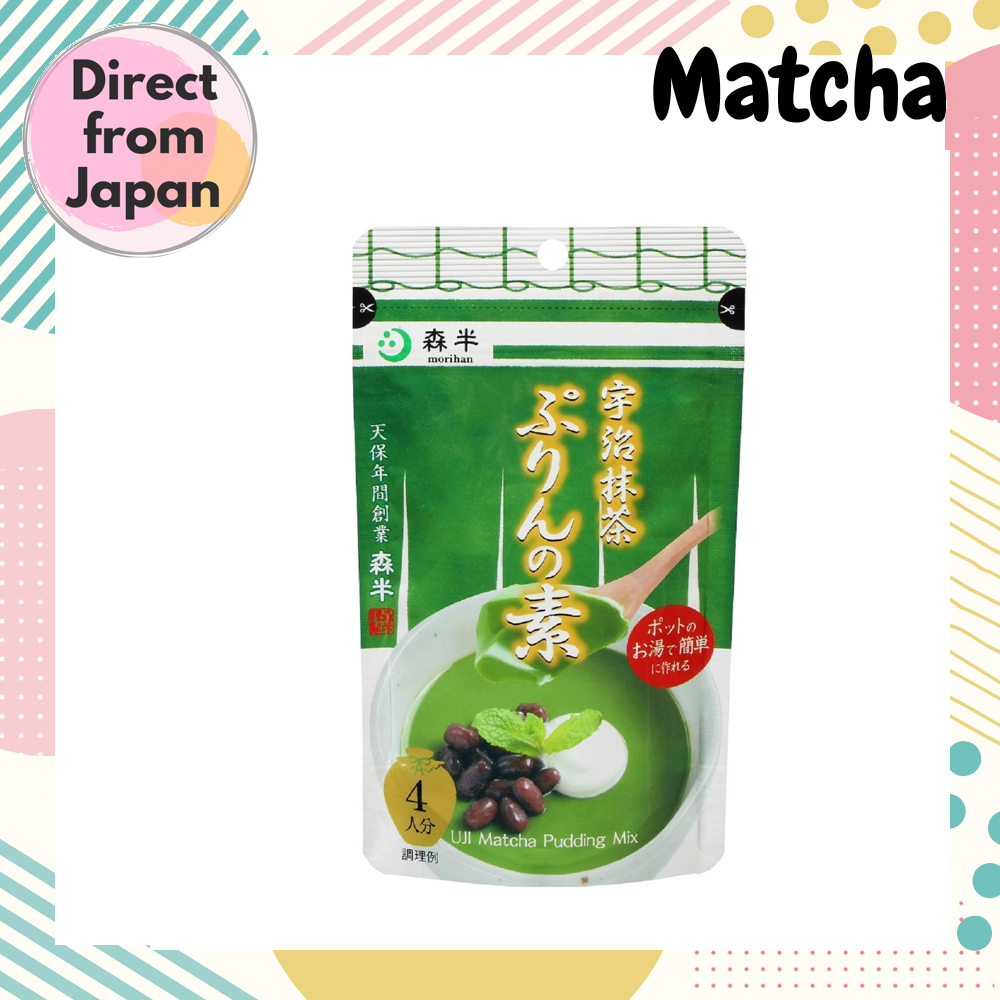 Direct
from
Japan
Matcha
森半
morihan
宇治抹茶
ぷりんの素
天保年間創業 森半
ポットの
お湯で簡単
に作れる
4
人分
調理例
UJI Matcha Pudding Mix